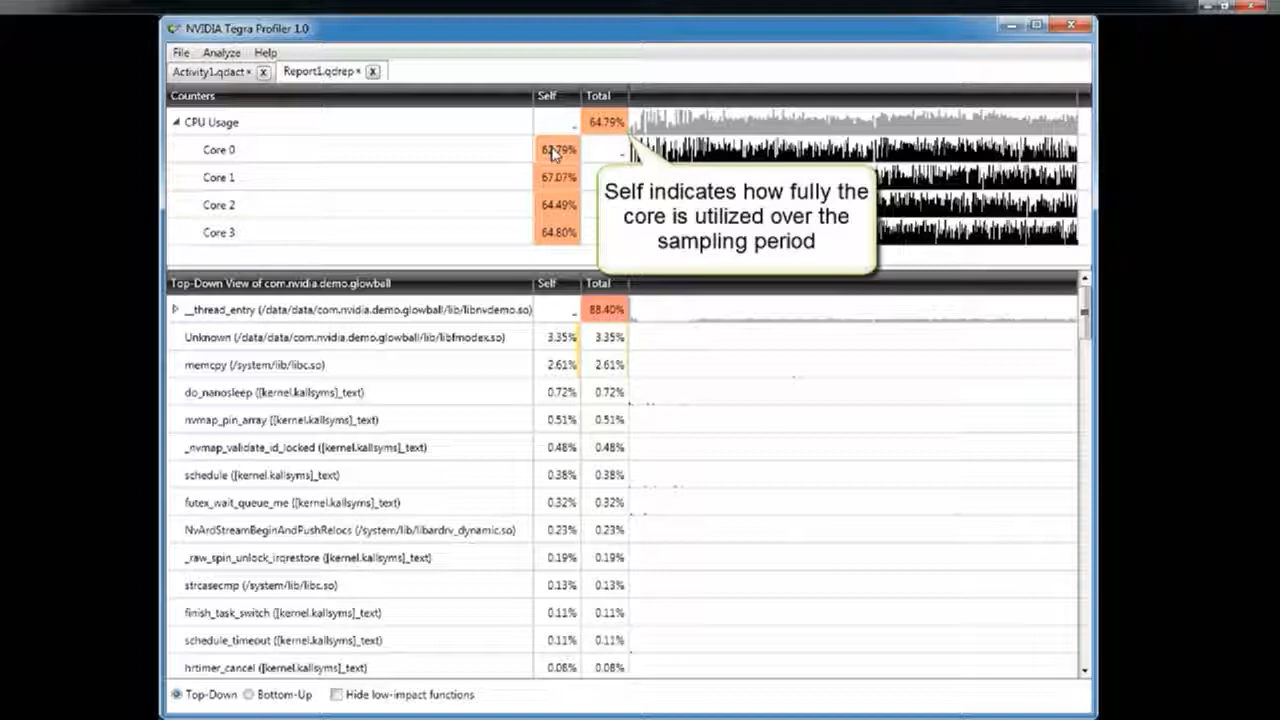 NVIDIA Tegra Profiler 1.0
File Analyze Help
Activity1.qdact * Report1.qdrep *
Counters Self Total
CPU Usage - 64.79%
Core 0 -
Core 1 67.07%
Core 2 64.49%
Core 3 64.80%
Self indicates how fully the
core is utilized over the
sampling period
Top-Down View of com.nvidia.demo.glowball Self Total
__thread_entry (/data/data/com.nvidia.demo.glowball/lib/libnvdemo.so) - 88.40%
Unknown (/data/data/com.nvidia.demo.glowball/lib/libfmodex.so) 3.35% 3.35%
memcpy (/system/lib/libc.so) 2.61% 2.61%
do_nanosleep ([kernel.kallsyms]_text) 0.72% 0.72%
nvmap_pin_array ([kernel.kallsyms]_text) 0.51% 0.51%
_nvmap_validate_id_locked ([kernel.kallsyms]_text) 0.48% 0.48%
schedule ([kernel.kallsyms]_text) 0.38% 0.38%
futex_wait_queue_me ([kernel.kallsyms]_text) 0.32% 0.32%
NvArdStreamBeginAndPushRelocs (/system/lib/libardrv_dynamic.so) 0.23% 0.23%
_raw_spin_unlock_irqrestore ([kernel.kallsyms]_text) 0.19% 0.19%
strcasecmp (/system/lib/libc.so) 0.13% 0.13%
finish_task_switch ([kernel.kallsyms]_text) 0.11% 0.11%
schedule_timeout ([kernel.kallsyms]_text) 0.11% 0.11%
hrtimer_cancel ([kernel.kallsyms]_text) 0.08% 0.08%
Top-Down Bottom-Up Hide low-impact functions